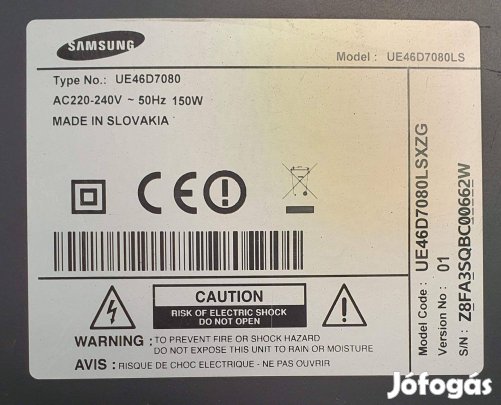 SAMSUNG
Model : UE46D7080LS
Type No.: UE46D7080
AC220-240V ~ 50Hz 150W
MADE IN SLOVAKIA
CE
CAUTION
RISK OF ELECTRIC SHOCK
DO NOT OPEN
WARNING : TO PREVENT FIRE OR SHOCK HAZARD
DO NOT EXPOSE THIS UNIT TO RAIN OR MOISTURE
AVIS : RISQUE DE CHOC ELECTRIQUE - NE PAS OUVRIR
Model Code : UE46D7080LSXZG
Version No : 01
S/N : Z8FA3SQBC00662W
Jófogás